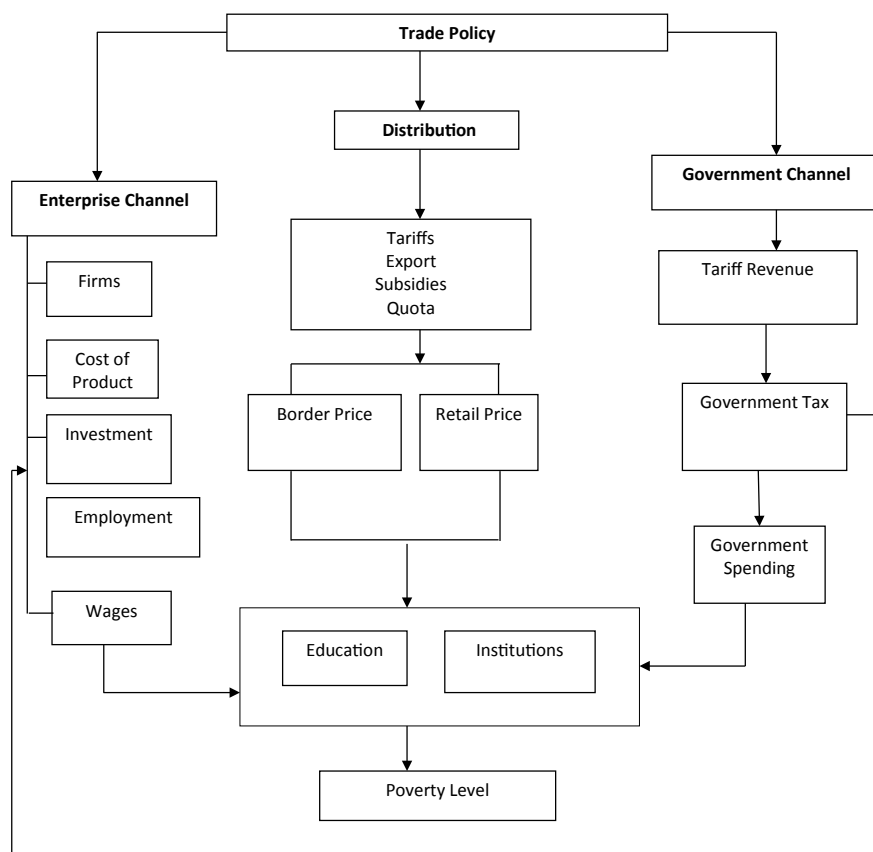 Trade Policy
Distribution
Enterprise Channel
Government Channel
Firms
Cost of
Product
Investment
Employment
Wages
Tariffs
Export
Subsidies
Quota
Border Price
Retail Price
Tariff Revenue
Government Tax
Government
Spending
Education
Institutions
Poverty Level